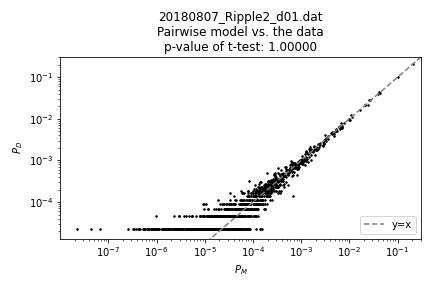 20180807_Ripple2_d01.dat
Pairwise model vs. the data
p-value of t-test: 1.00000
10⁻¹
10⁻²
10⁻³
10⁻⁴
P_D
y=x
10⁻⁷ 10⁻⁶ 10⁻⁵ 10⁻⁴ 10⁻³ 10⁻² 10⁻¹
P_M